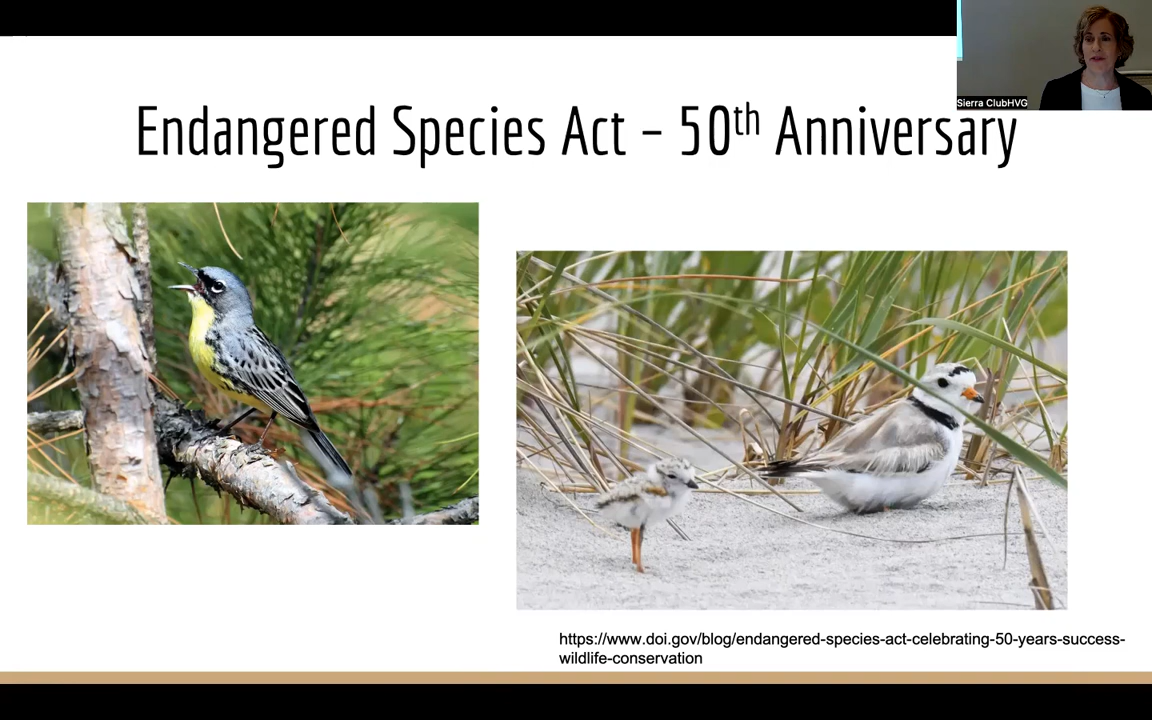 Sierra ClubHVG
Endangered Species Act – 50th Anniversary
https://www.doi.gov/blog/endangered-species-act-celebrating-50-years-success-
wildlife-conservation